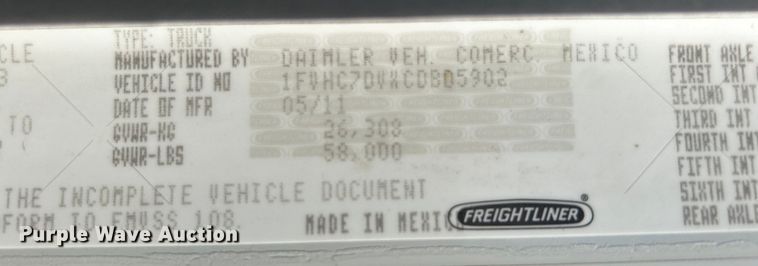 TYPE: TRUCK
CLE MANUFACTURED BY DAIMLER VEH. COMERC. MEXICO FRONT AXLE
VEHICLE ID NO 1FVHC7DVXCDB05902 FIRST INT
DATE OF MFR 05/11 SECOND INT
TO GVWR-KG 26,308 THIRD INT
GVWR-LBS 58,000 FOURTH INT
FIFTH INT
THE INCOMPLETE VEHICLE DOCUMENT SIXTH INT
FORM TO FMVSS 108 MADE IN MEXICO FREIGHTLINER® REAR AXLE
Purple Wave Auction